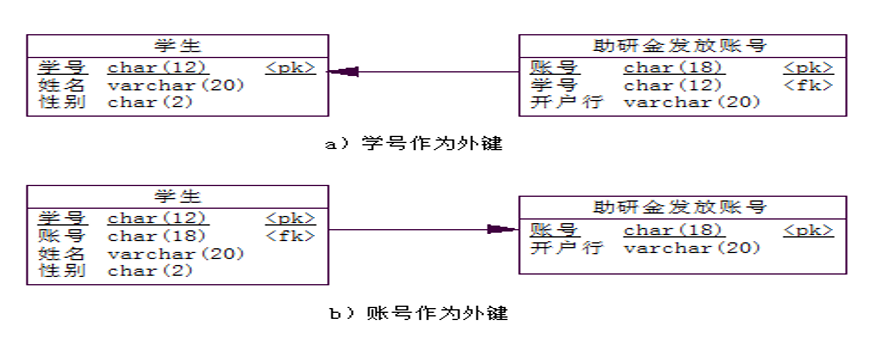 学生
学号 char(12) <pk>
姓名 varchar(20)
性别 char(2)
助研金发放账号
账号 char(18) <pk>
学号 char(12) <fk>
开户行 varchar(20)
a) 学号作为外键
学生
学号 char(12) <pk>
账号 char(18) <fk>
姓名 varchar(20)
性别 char(2)
助研金发放账号
账号 char(18) <pk>
开户行 varchar(20)
b) 账号作为外键